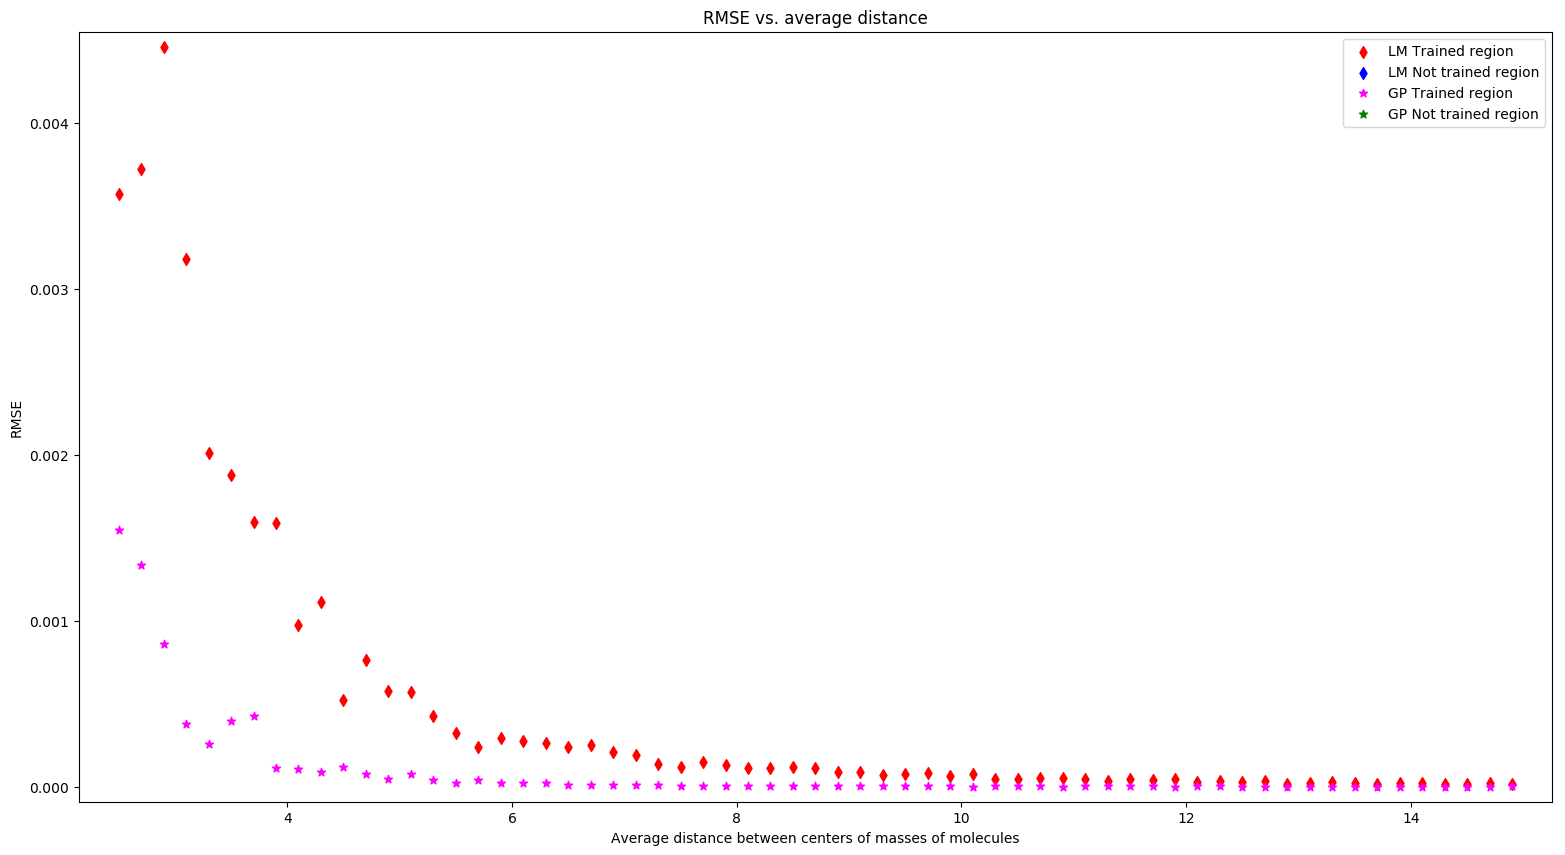 RMSE vs. average distance
LM Trained region
LM Not trained region
GP Trained region
GP Not trained region
0.004
0.003
0.002
0.001
0.000
RMSE
4 6 8 10 12 14
Average distance between centers of masses of molecules